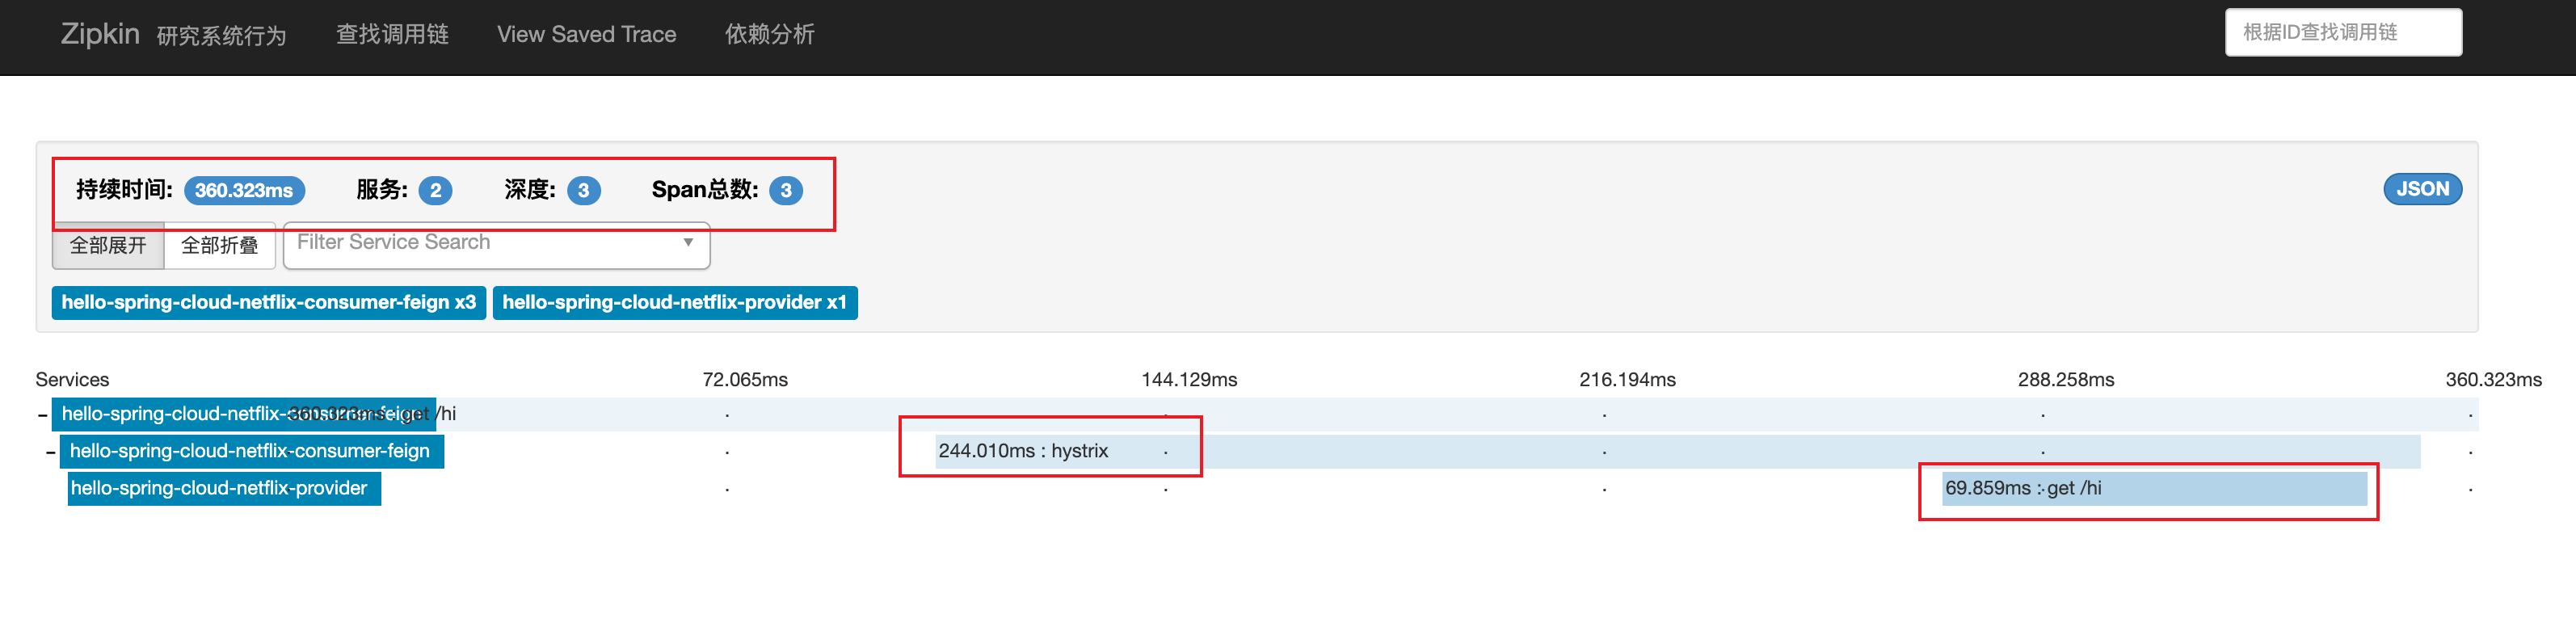 Zipkin 研究系统行为 查找调用链 View Saved Trace 依赖分析 根据ID查找调用链
持续时间: 360.323ms 服务: 2 深度: 3 Span总数: 3 JSON
全部展开 全部折叠 Filter Service Search
hello-spring-cloud-netflix-consumer-feign x3 hello-spring-cloud-netflix-provider x1
Services 72.065ms 144.129ms 216.194ms 288.258ms 360.323ms
hello-spring-cloud-netflix-consumer-feign 360.323ms : get /hi
hello-spring-cloud-netflix-consumer-feign 244.010ms : hystrix
hello-spring-cloud-netflix-provider 69.859ms : get /hi